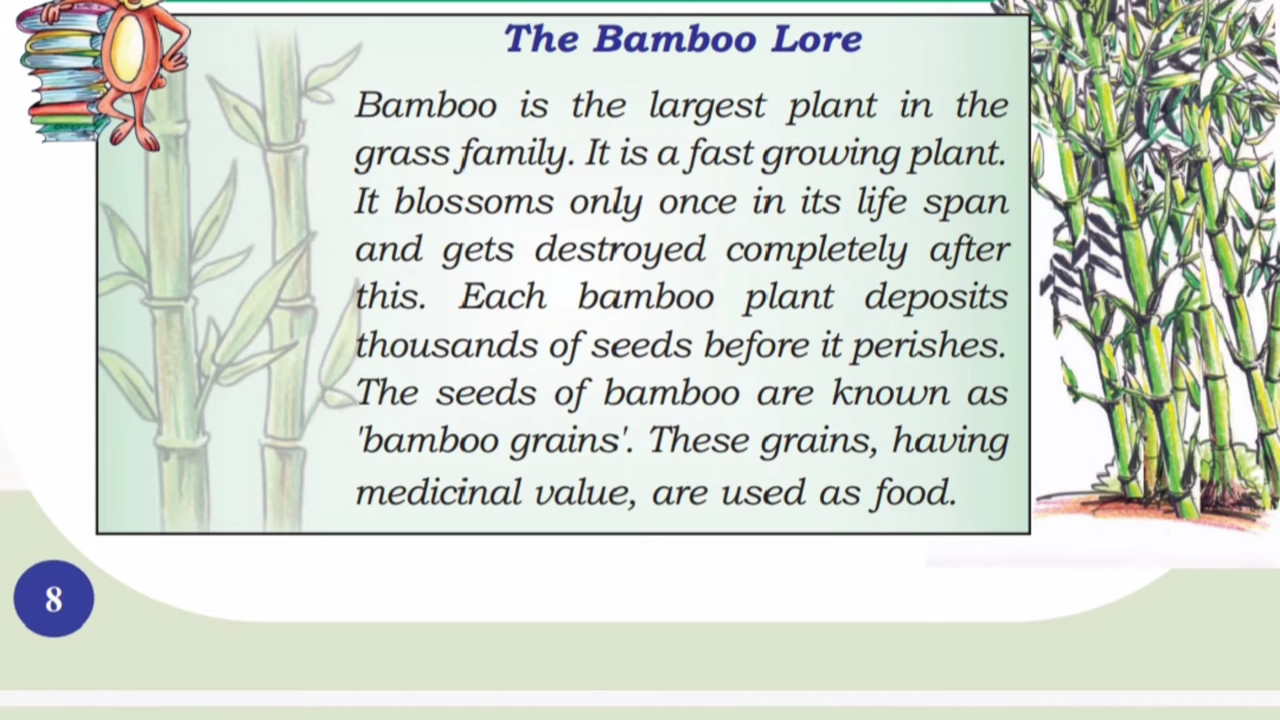 The Bamboo Lore
Bamboo is the largest plant in the
grass family. It is a fast growing plant.
It blossoms only once in its life span
and gets destroyed completely after
this. Each bamboo plant deposits
thousands of seeds before it perishes.
The seeds of bamboo are known as
'bamboo grains'. These grains, having
medicinal value, are used as food.
8